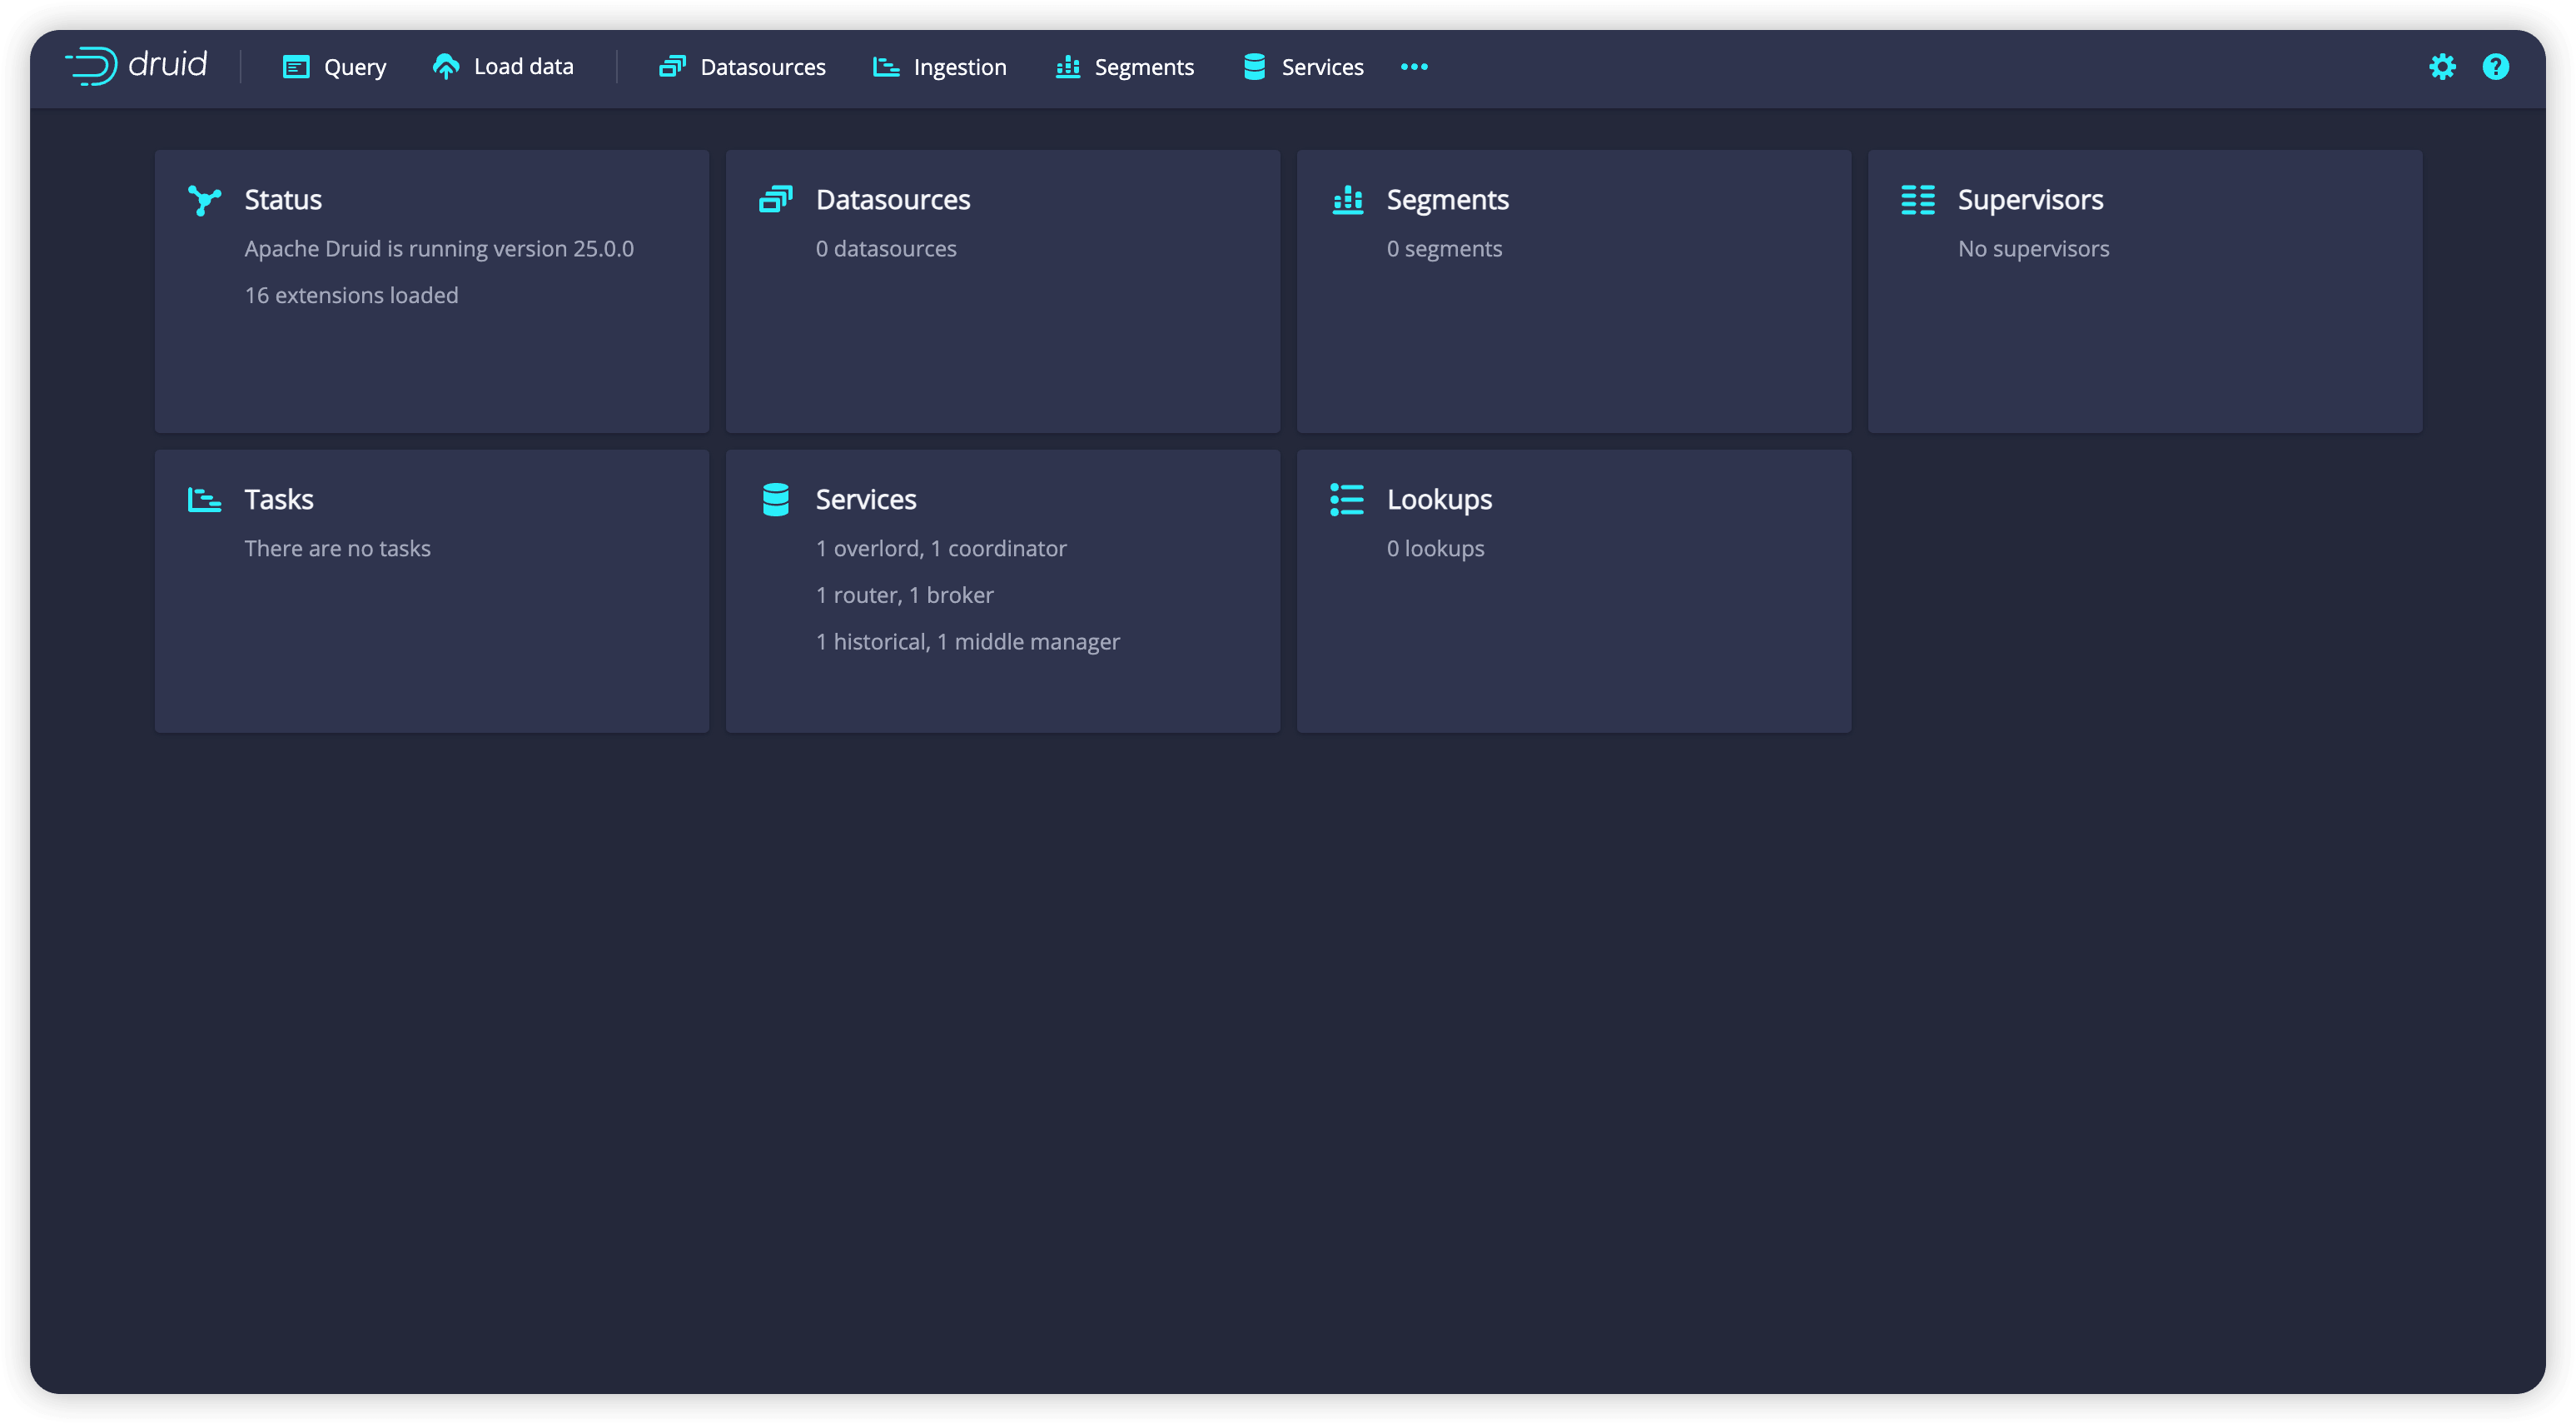 druid Query Load data Datasources Ingestion Segments Services
Status
Apache Druid is running version 25.0.0
16 extensions loaded
Datasources
0 datasources
Segments
0 segments
Supervisors
No supervisors
Tasks
There are no tasks
Services
1 overlord, 1 coordinator
1 router, 1 broker
1 historical, 1 middle manager
Lookups
0 lookups